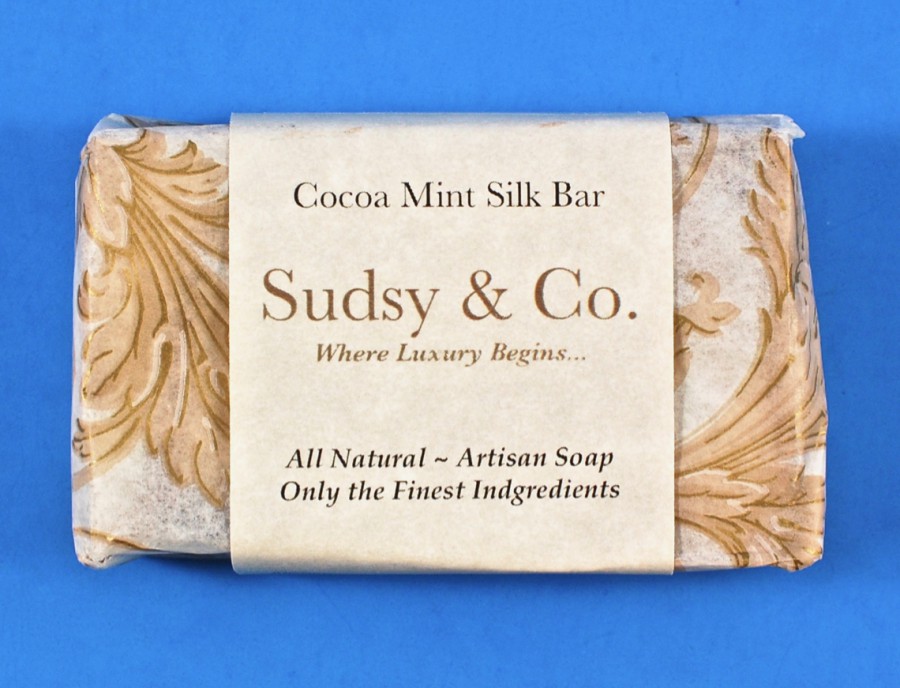 Cocoa Mint Silk Bar
Sudsy & Co.
Where Luxury Begins...
All Natural ~ Artisan Soap
Only the Finest Indgredients